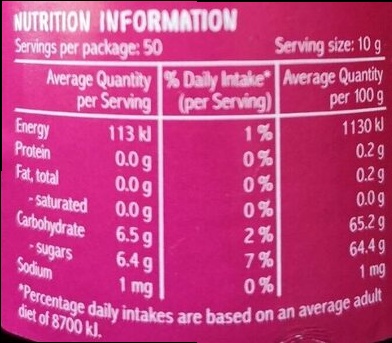 NUTRITION INFORMATION
Servings per package: 50 Serving size: 10 g
Average Quantity per Serving % Daily Intake* (per Serving) Average Quantity per 100 g
Energy 113 kJ 1% 1130 kJ
Protein 0.0 g 0% 0.2 g
Fat, total 0.0 g 0% 0.2 g
- saturated 0.0 g 0% 0.0 g
Carbohydrate 6.5 g 2% 65.2 g
- sugars 6.4 g 7% 64.4 g
Sodium 1 mg 0% 1 mg
*Percentage daily intakes are based on an average adult
diet of 8700 kJ.